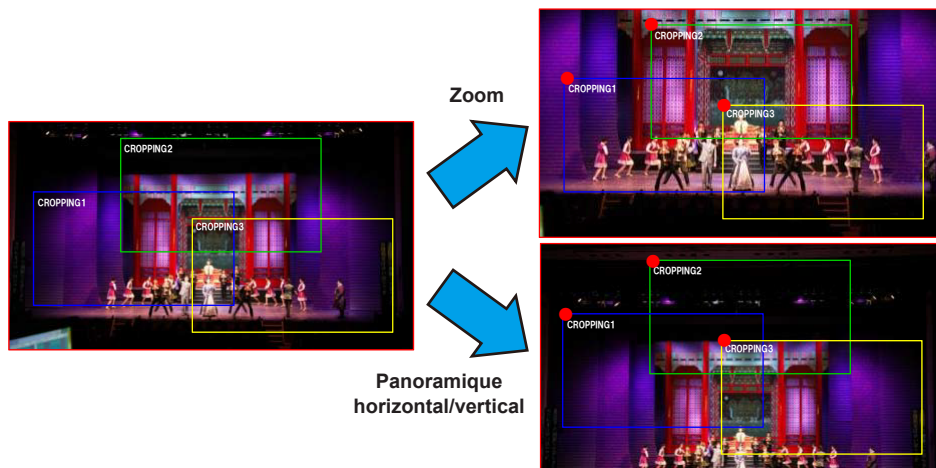 CROPPING2
CROPPING1
CROPPING3
Zoom
CROPPING2
CROPPING1
CROPPING3
Panoramique
horizontal/vertical
CROPPING2
CROPPING1
CROPPING3